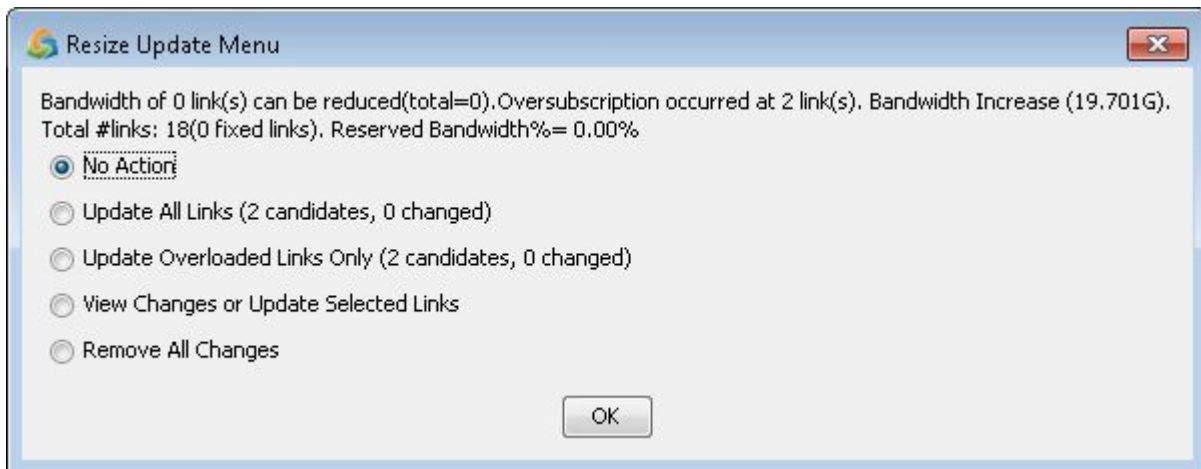 Resize Update Menu
Bandwidth of 0 link(s) can be reduced(total=0).Oversubscription occurred at 2 link(s). Bandwidth Increase (19.701G).
Total #links: 18(0 fixed links). Reserved Bandwidth%= 0.00%
No Action
Update All Links (2 candidates, 0 changed)
Update Overloaded Links Only (2 candidates, 0 changed)
View Changes or Update Selected Links
Remove All Changes
OK